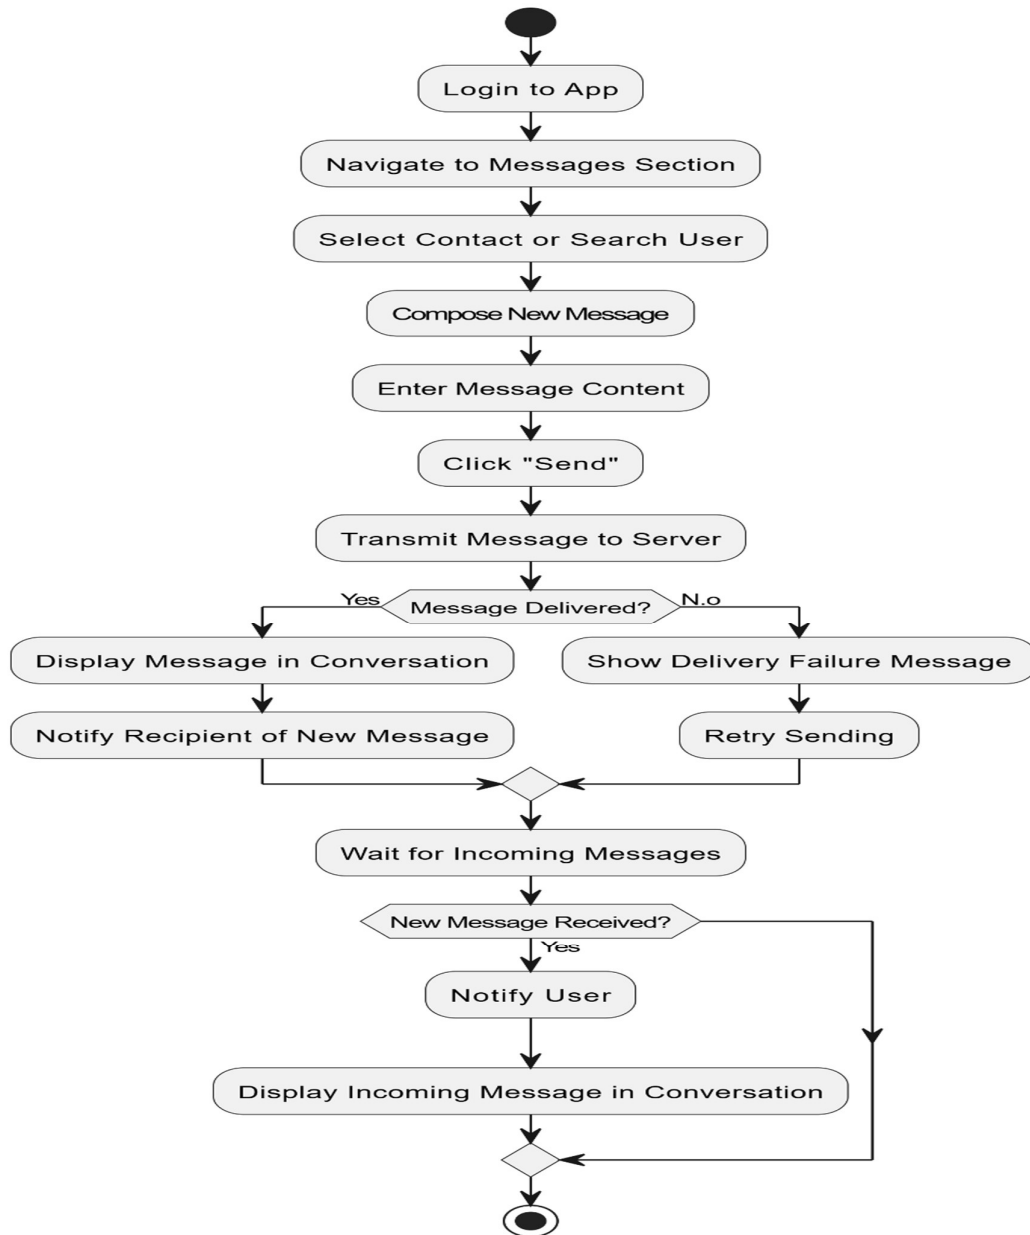 Login to App
Navigate to Messages Section
Select Contact or Search User
Compose New Message
Enter Message Content
Click "Send"
Transmit Message to Server
Yes
Message Delivered?
N.o
Display Message in Conversation
Show Delivery Failure Message
Notify Recipient of New Message
Retry Sending
Wait for Incoming Messages
New Message Received?
Yes
Notify User
Display Incoming Message in Conversation